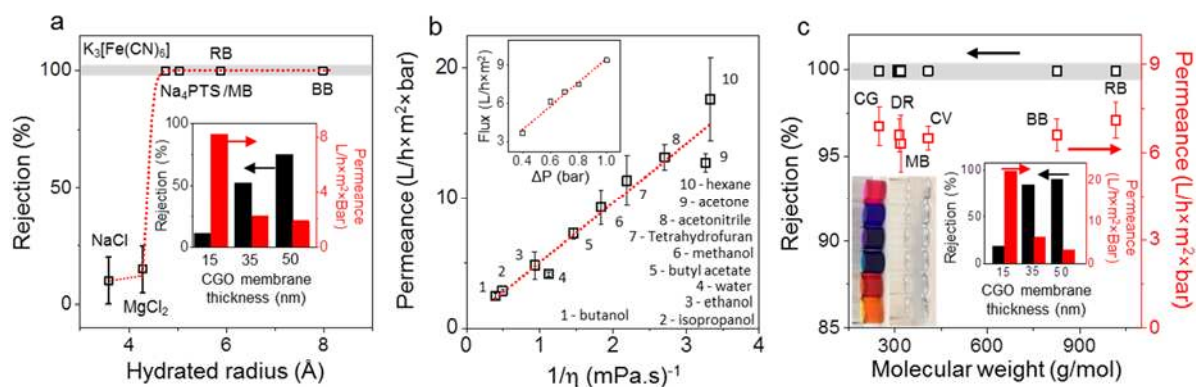 a
K₃[Fe(CN)₆]
RB
100
Na₄PTS /MB
BB
Rejection (%)
75
50
25
0
NaCl
MgCl₂
100
50
0
Rejection (%)
8
4
0
Permeance
L/h×m²×Bar)
15 35 50
CGO membrane
thickness (nm)
4 6 8
Hydrated radius (Å)
b
Permeance (L/h×m²×bar)
20
10
0
Flux (L/h×m²)
9
6
3
0.4 0.6 0.8 1.0
ΔP (bar)
1
2
3
4
5
6
7
8
9
10
10 - hexane
9 - acetone
8 - acetonitrile
7 - Tetrahydrofuran
6 - methanol
5 - butyl acetate
4 - water
3 - ethanol
2 - isopropanol
1 - butanol
0 1 2 3 4
1/η (mPa.s)⁻¹
c
Rejection (%)
100
95
90
85
CG
DR
MB
CV
BB
RB
9
6
3
0
Permeance (L/h×m²×bar)
100
50
0
Rejection (%)
20
10
0
Permeance
L/h×m²×Bar)
15 35 50
CGO membrane
thickness (nm)
300 600 900
Molecular weight (g/mol)